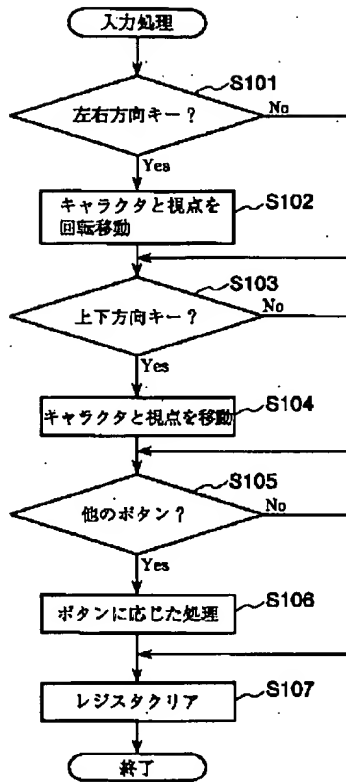 入力処理
S101
左右方向キー?
No
Yes
キャラクタと視点を
回転移動
S102
S103
上下方向キー?
No
Yes
キャラクタと視点を移動
S104
S105
他のボタン?
No
Yes
ボタンに応じた処理
S106
レジスタクリア
S107
終了